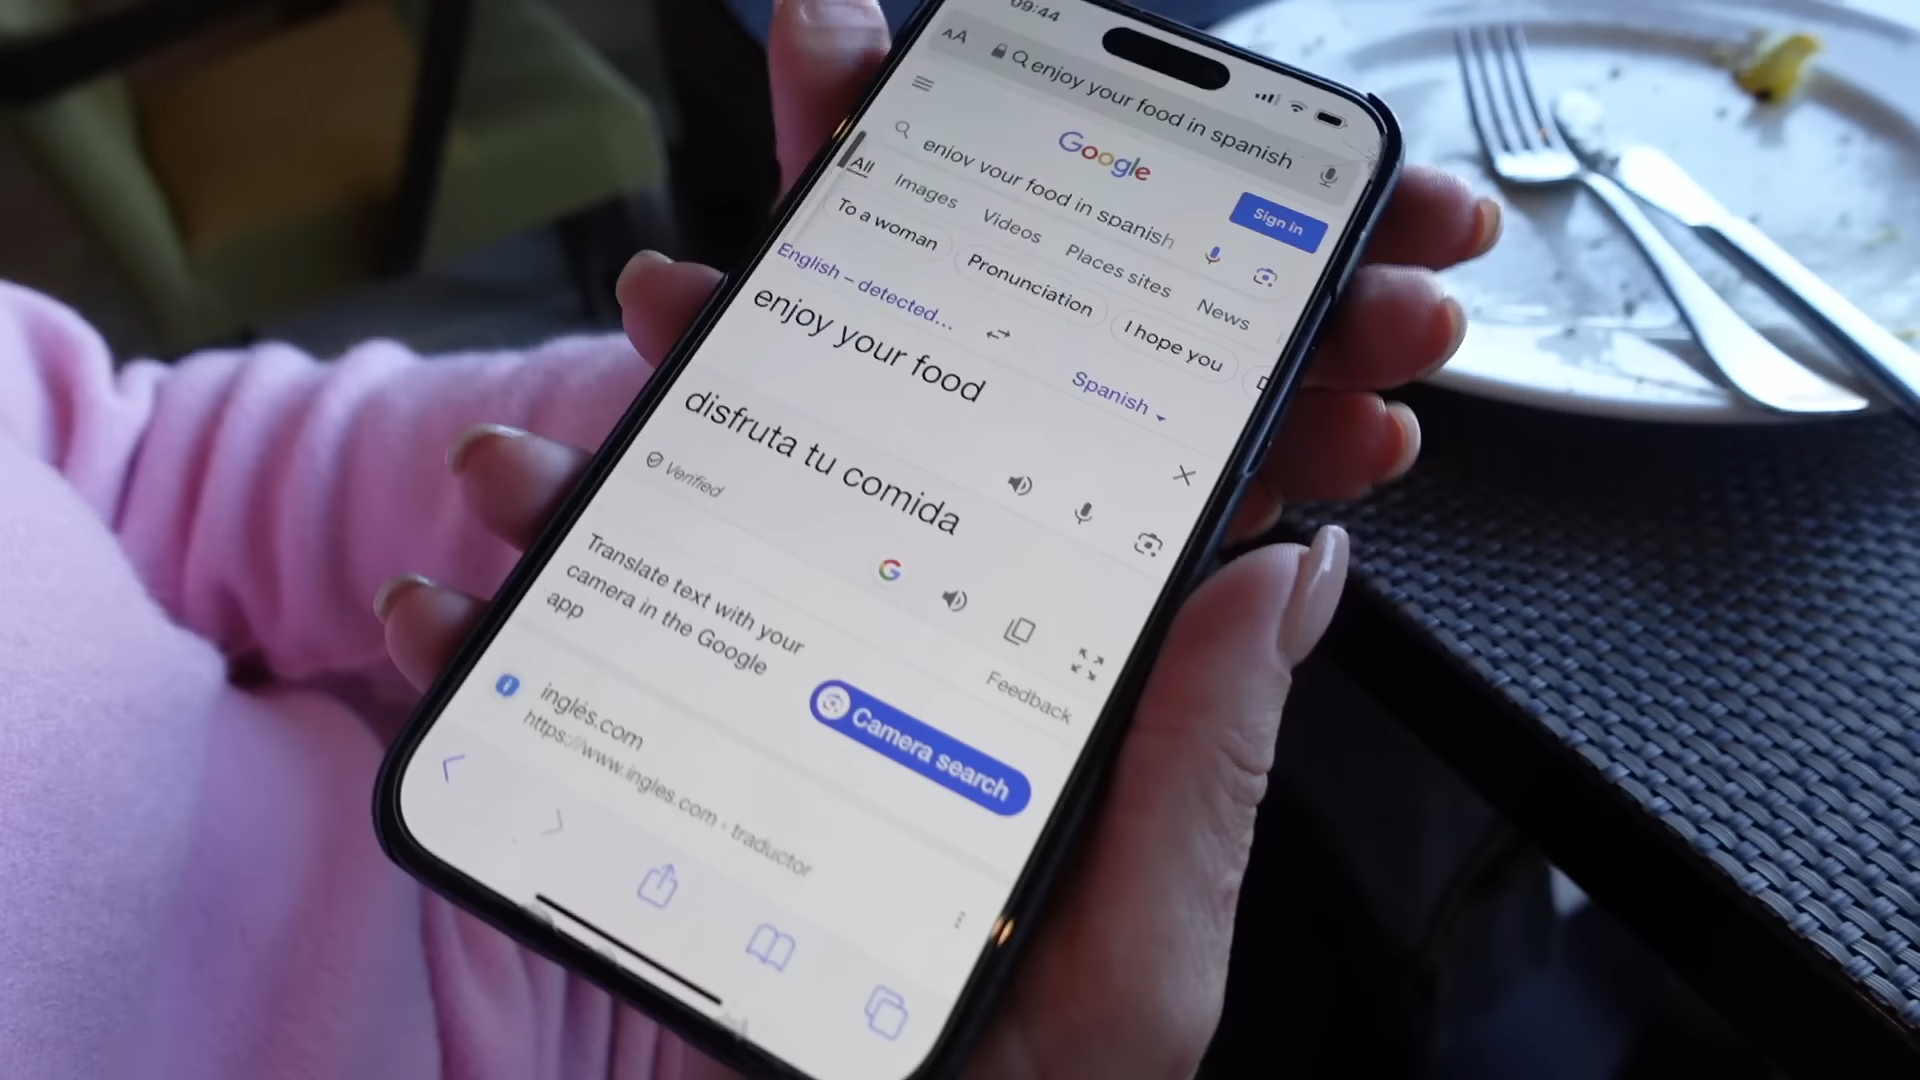 09:44
AA enjoy your food in spanish
Google
Sign in
enjoy your food in spanish
All Images Videos Places sites News
To a woman Pronunciation I hope you
English – detected... Spanish
enjoy your food
disfruta tu comida
Verified
G
Translate text with your
camera in the Google
app
Camera search
Feedback
inglés.com
https://www.ingles.com › traductor